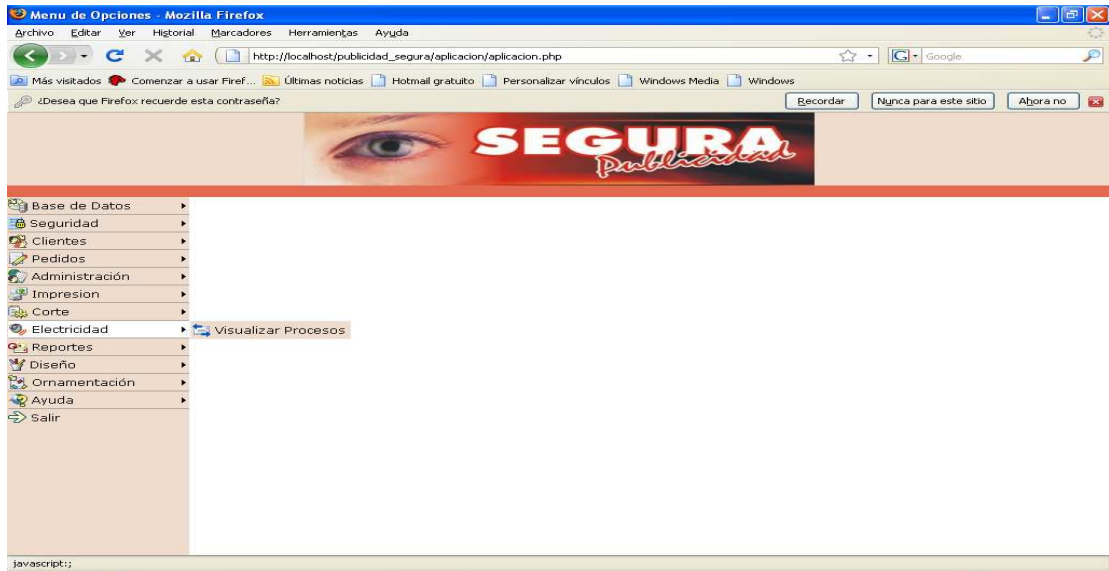 Menu de Opciones - Mozilla Firefox
Archivo Editar Ver Historial Marcadores Herramientas Ayuda
http://localhost/publicidad_segura/aplicacion/aplicacion.php G Google
Más visitados Comenzar a usar Firef... Últimas noticias Hotmail gratuito Personalizar vínculos Windows Media Windows
¿Desea que Firefox recuerde esta contraseña? Recordar Nunca para este sitio Ahora no
SEGURA
Publicidad
Base de Datos
Seguridad
Clientes
Pedidos
Administración
Impresion
Corte
Electricidad Visualizar Procesos
Reportes
Diseño
Ornamentación
Ayuda
Salir
javascript:;